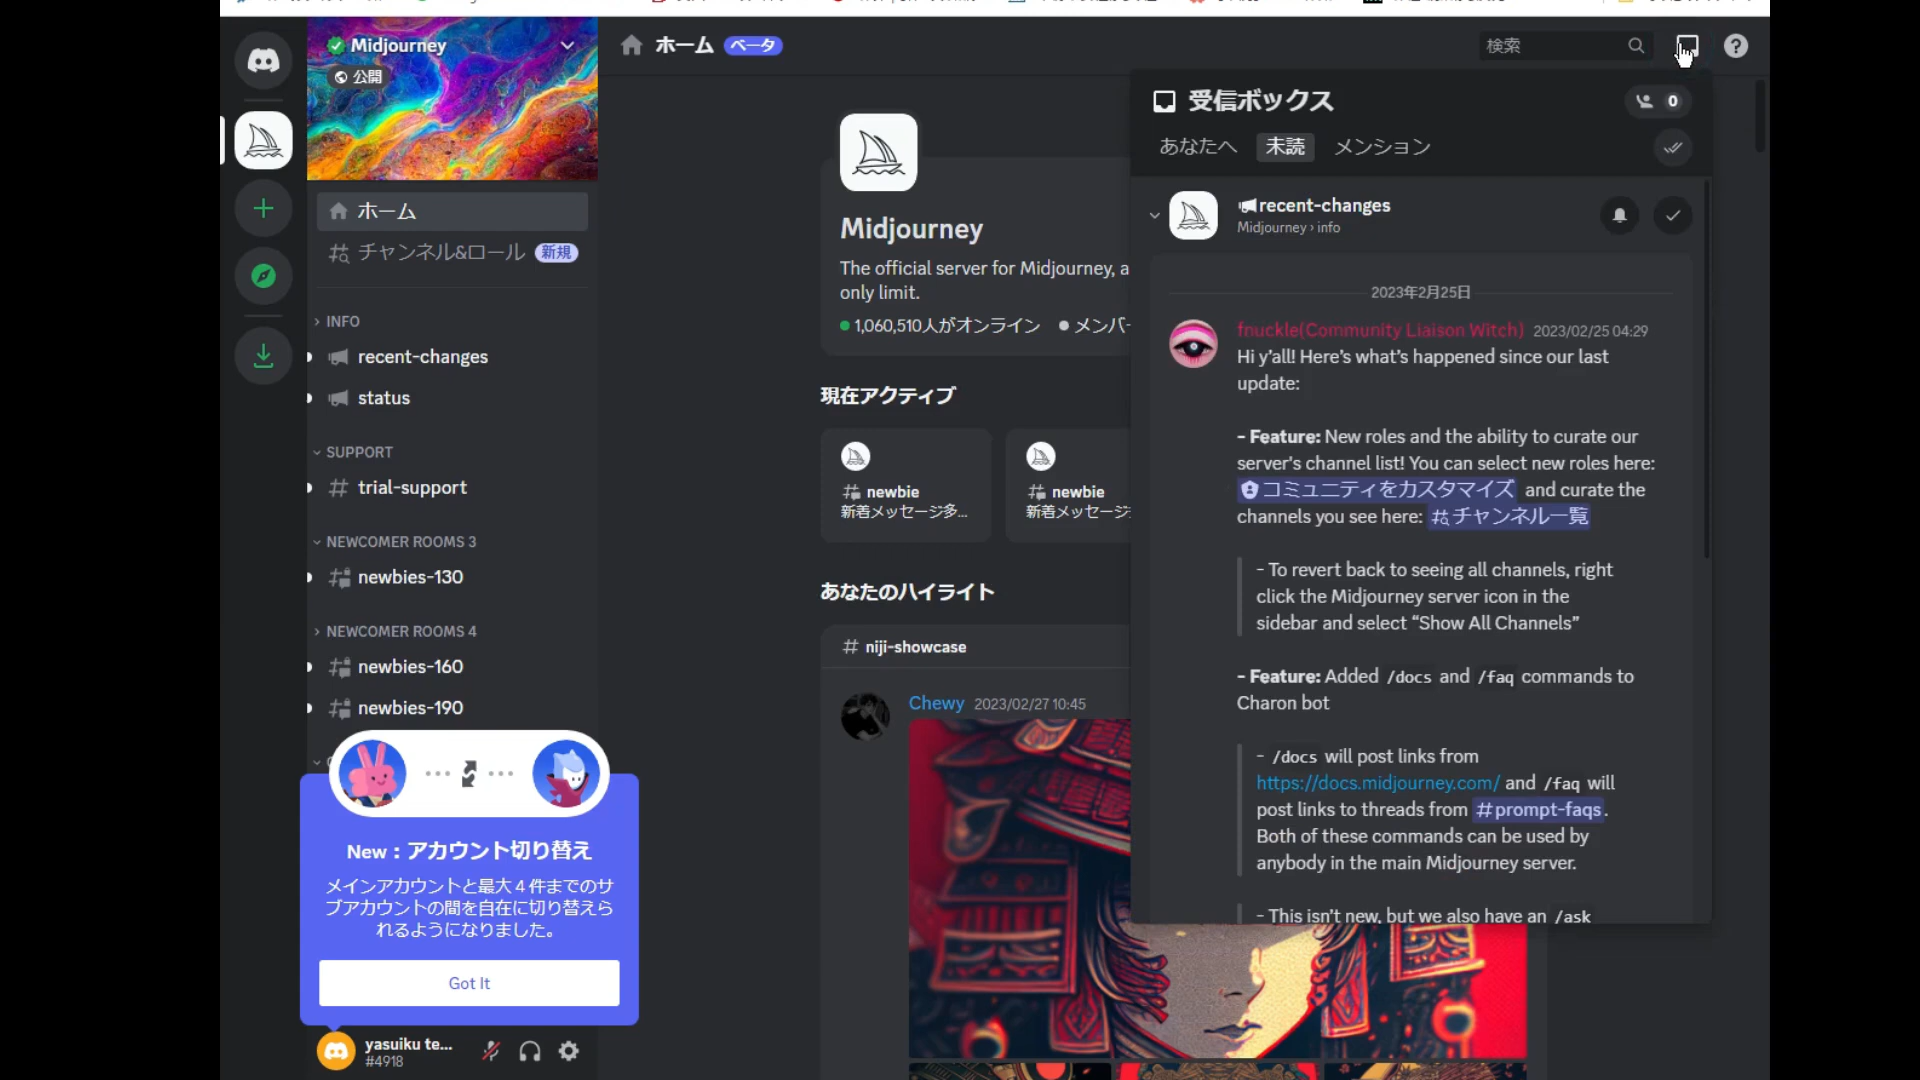 Midjourney
公開
ホーム
チャンネル&ロール 新規
INFO
recent-changes
status
SUPPORT
trial-support
NEWCOMER ROOMS 3
newbies-130
NEWCOMER ROOMS 4
newbies-160
newbies-190
New：アカウント切り替え
メインアカウントと最大４件までのサ
ブアカウントの間を自在に切り替えら
れるようになりました。
Got It
yasuiku te...
#4918
ホーム ベータ
検索
Midjourney
The official server for Midjourney, a
only limit.
1,060,510人がオンライン メンバ
現在アクティブ
newbie
新着メッセージ多...
newbie
新着メッセージ
あなたのハイライト
niji-showcase
Chewy 2023/02/27 10:45
受信ボックス
0
あなたへ 未読 メンション
recent-changes
Midjourney › info
2023年2月25日
fnuckle(Community Liaison Witch) 2023/02/25 04:29
Hi y'all! Here's what's happened since our last
update:
- Feature: New roles and the ability to curate our
server's channel list! You can select new roles here:
コミュニティをカスタマイズ and curate the
channels you see here: チャンネル一覧
- To revert back to seeing all channels, right
click the Midjourney server icon in the
sidebar and select “Show All Channels”
- Feature: Added /docs and /faq commands to
Charon bot
- /docs will post links from
https://docs.midjourney.com/ and /faq will
post links to threads from #prompt-faqs.
Both of these commands can be used by
anybody in the main Midjourney server.
- This isn't new, but we also have an /ask